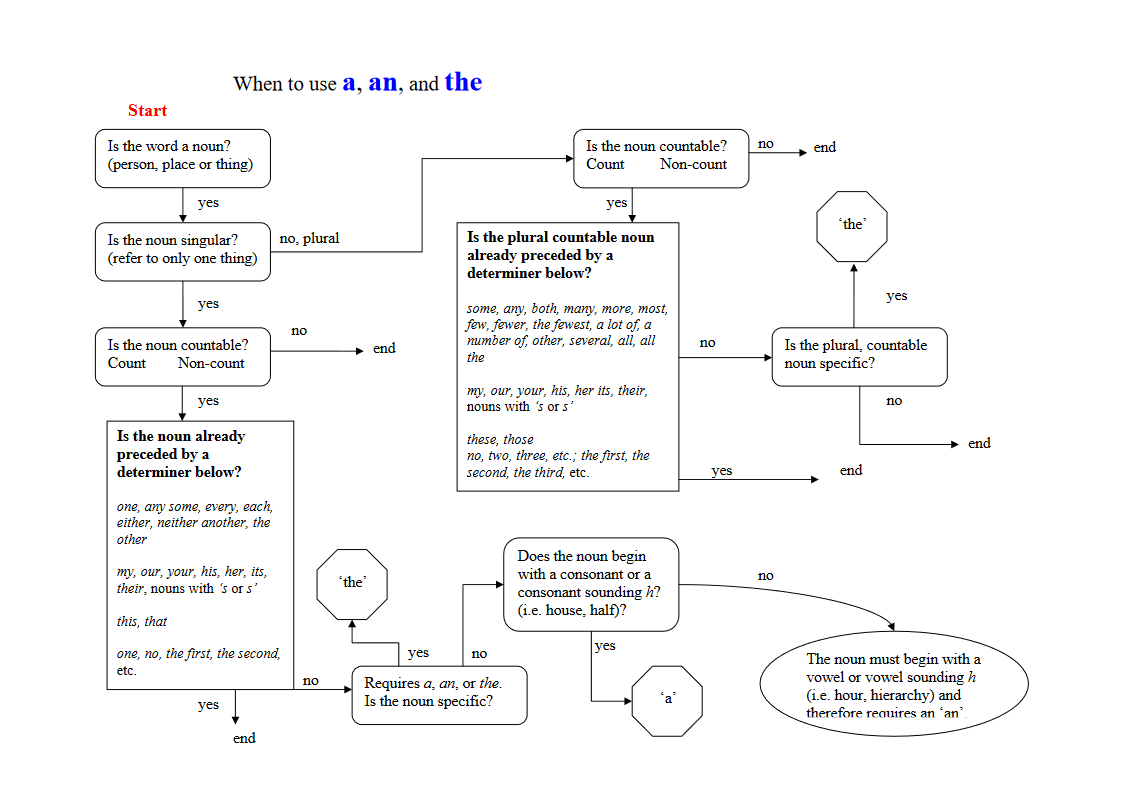 When to use a, an, and the
Start
Is the word a noun?
(person, place or thing)
yes
Is the noun singular?
(refer to only one thing)
no, plural
yes
Is the noun countable?
Count Non-count
no
end
yes
Is the noun already
preceded by a
determiner below?
one, any some, every, each,
either, neither another, the
other
my, our, your, his, her, its,
their, nouns with ‘s or s’
this, that
one, no, the first, the second,
etc.
yes
end
no
Requires a, an, or the.
Is the noun specific?
yes
‘the’
no
Does the noun begin
with a consonant or a
consonant sounding h?
(i.e. house, half)?
yes
‘a’
no
The noun must begin with a
vowel or vowel sounding h
(i.e. hour, hierarchy) and
therefore requires an ‘an’.
Is the noun countable?
Count Non-count
no
end
yes
Is the plural countable noun
already preceded by a
determiner below?
some, any, both, many, more, most,
few, fewer, the fewest, a lot of, a
number of, other, several, all, all
the
my, our, your, his, her its, their,
nouns with ‘s or s’
these, those
no, two, three, etc.; the first, the
second, the third, etc.
yes
end
no
Is the plural, countable
noun specific?
yes
‘the’
no
end